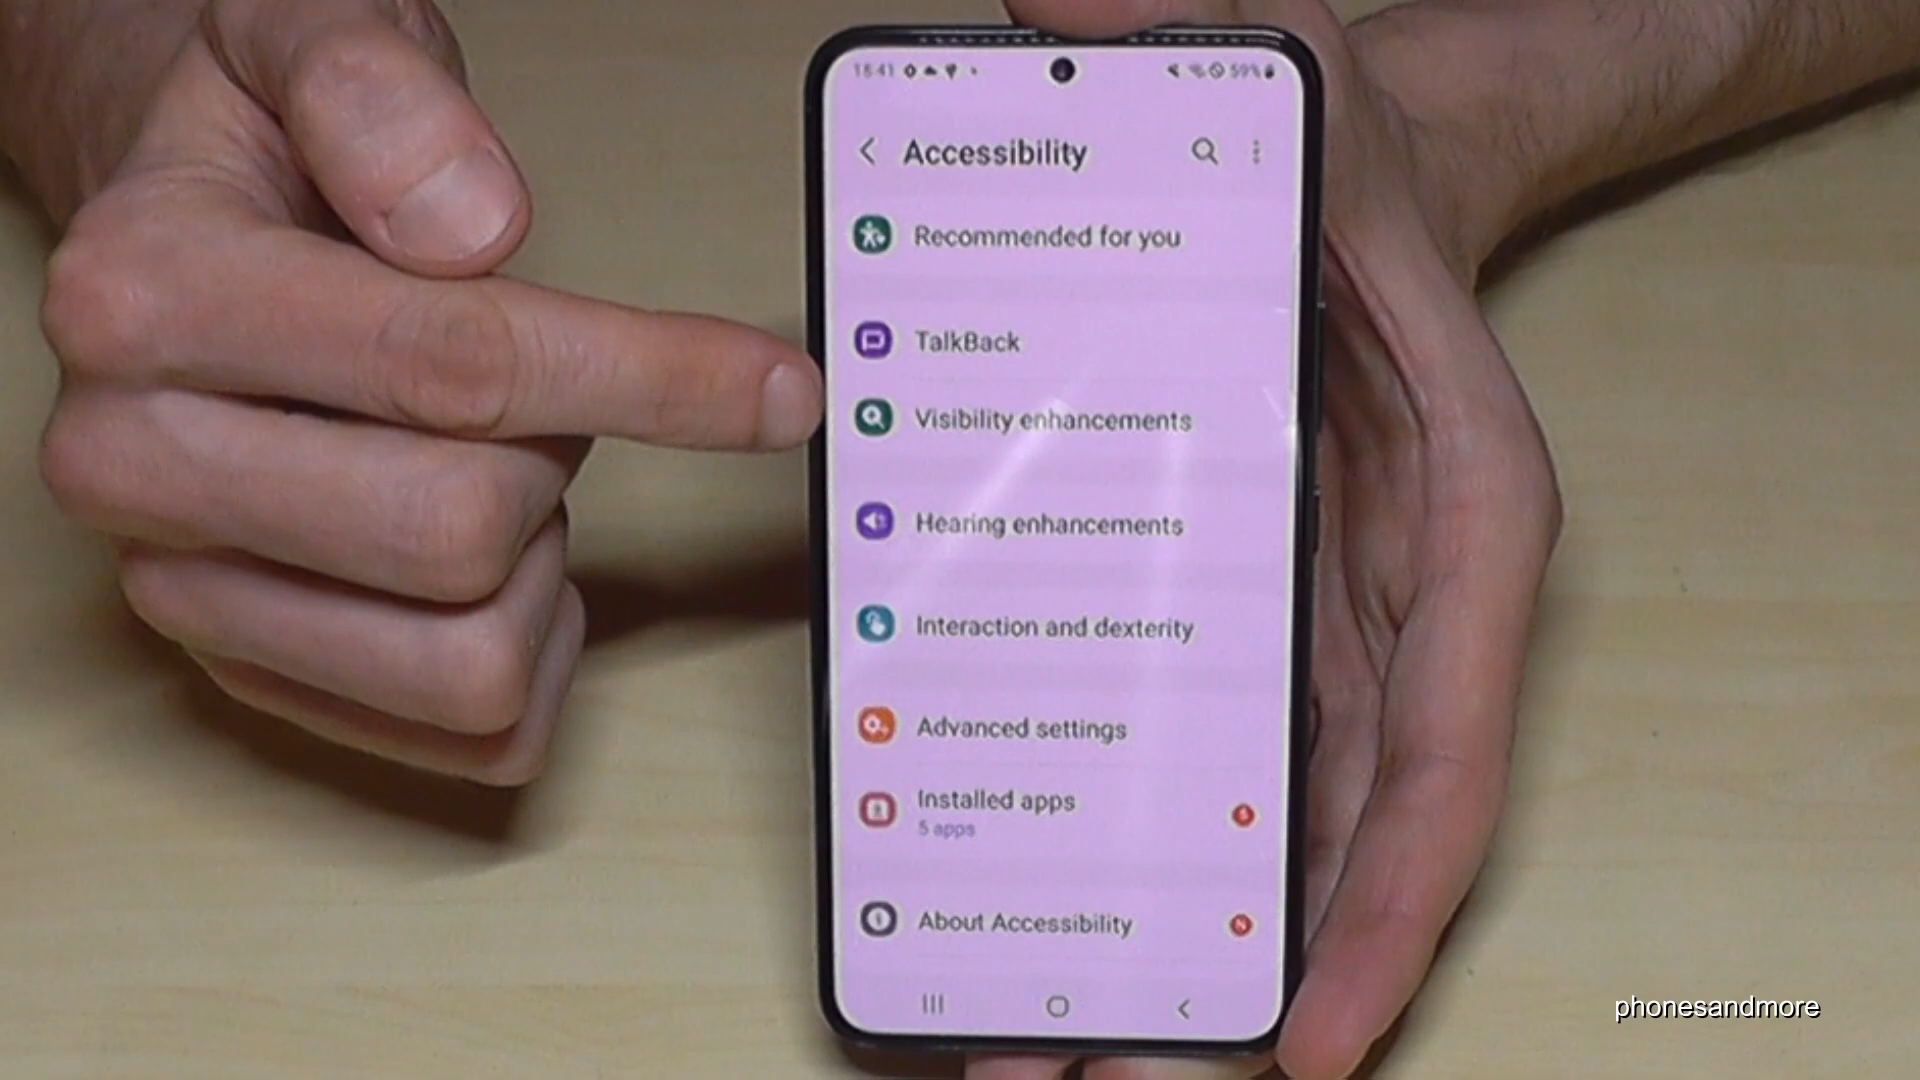 15:41 59%
Accessibility
Recommended for you
TalkBack
Visibility enhancements
Hearing enhancements
Interaction and dexterity
Advanced settings
Installed apps
5 apps
About Accessibility
N
phonesandmore